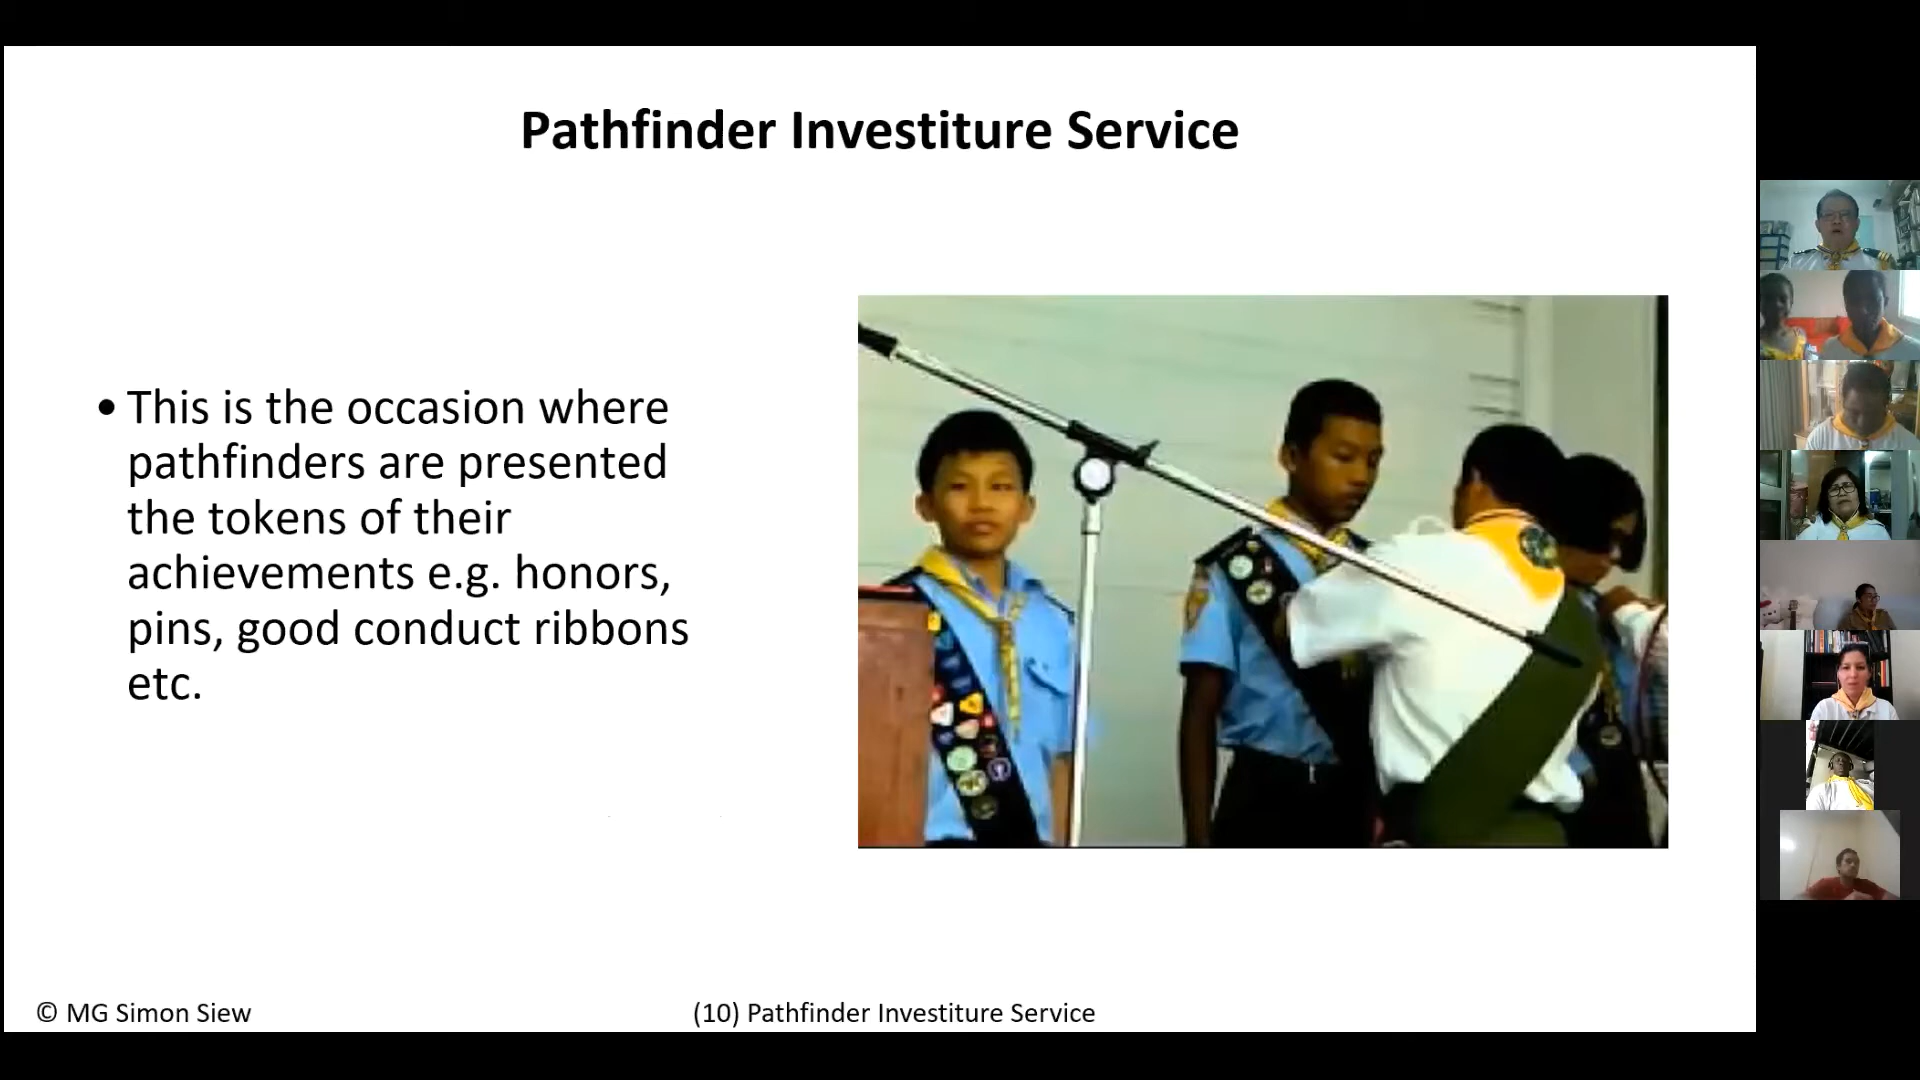 Pathfinder Investiture Service
• This is the occasion where
pathfinders are presented
the tokens of their
achievements e.g. honors,
pins, good conduct ribbons
etc.
© MG Simon Siew
(10) Pathfinder Investiture Service